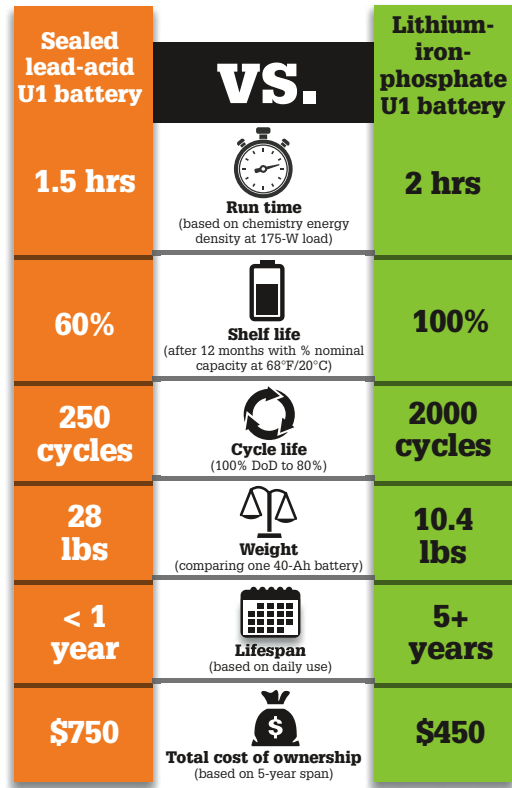 Sealed
lead-acid
U1 battery
vs.
Lithium-
iron-
phosphate
U1 battery
1.5 hrs
Run time
(based on chemistry energy
density at 175-W load)
2 hrs
60%
Shelf life
(after 12 months with % nominal
capacity at 68°F/20°C)
100%
250
cycles
Cycle life
(100% DoD to 80%)
2000
cycles
28
lbs
Weight
(comparing one 40-Ah battery)
10.4
lbs
< 1
year
Lifespan
(based on daily use)
5+
years
$750
$
Total cost of ownership
(based on 5-year span)
$450